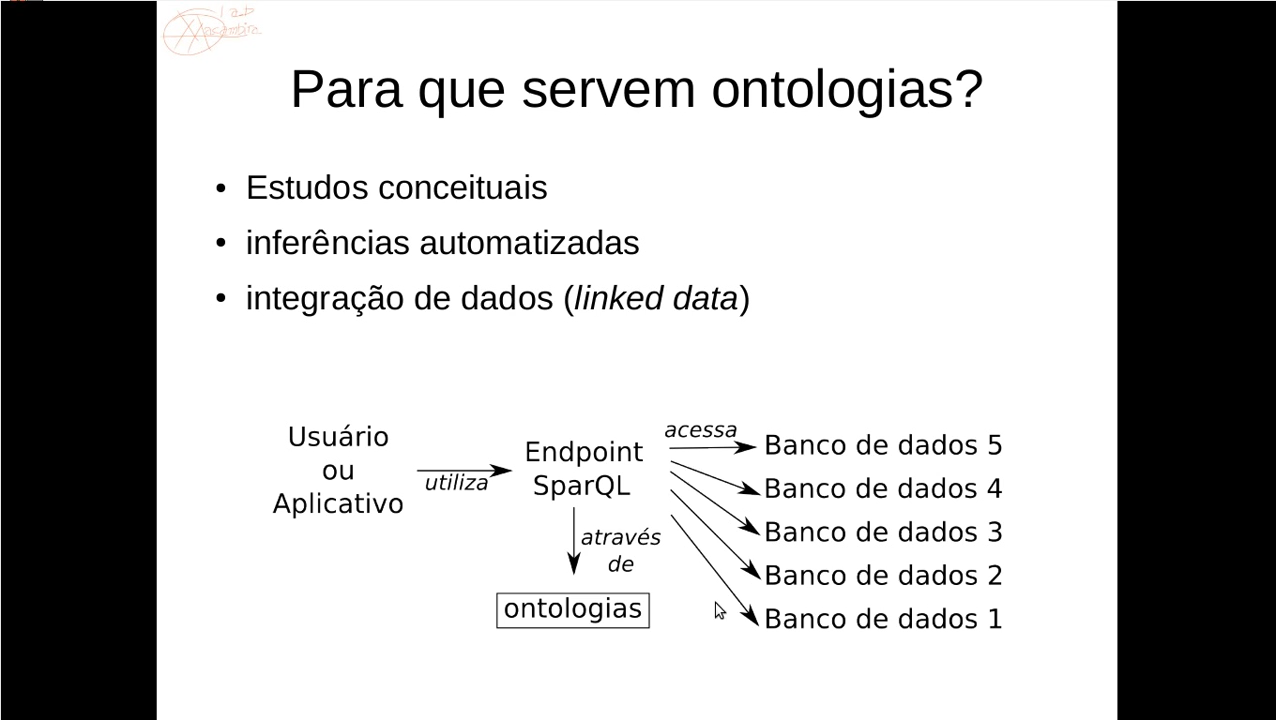 Para que servem ontologias?
• Estudos conceituais
• inferências automatizadas
• integração de dados (linked data)
Usuário
ou
Aplicativo
utiliza
Endpoint
SparQL
através
de
ontologias
acessa
Banco de dados 5
Banco de dados 4
Banco de dados 3
Banco de dados 2
Banco de dados 1